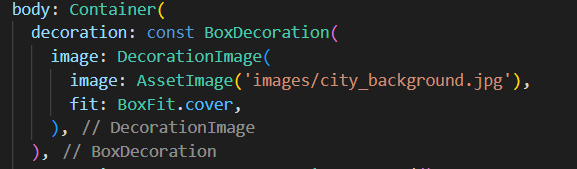 body: Container(
decoration: const BoxDecoration(
image: DecorationImage(
image: AssetImage('images/city_background.jpg'),
fit: BoxFit.cover,
), // DecorationImage
), // BoxDecoration